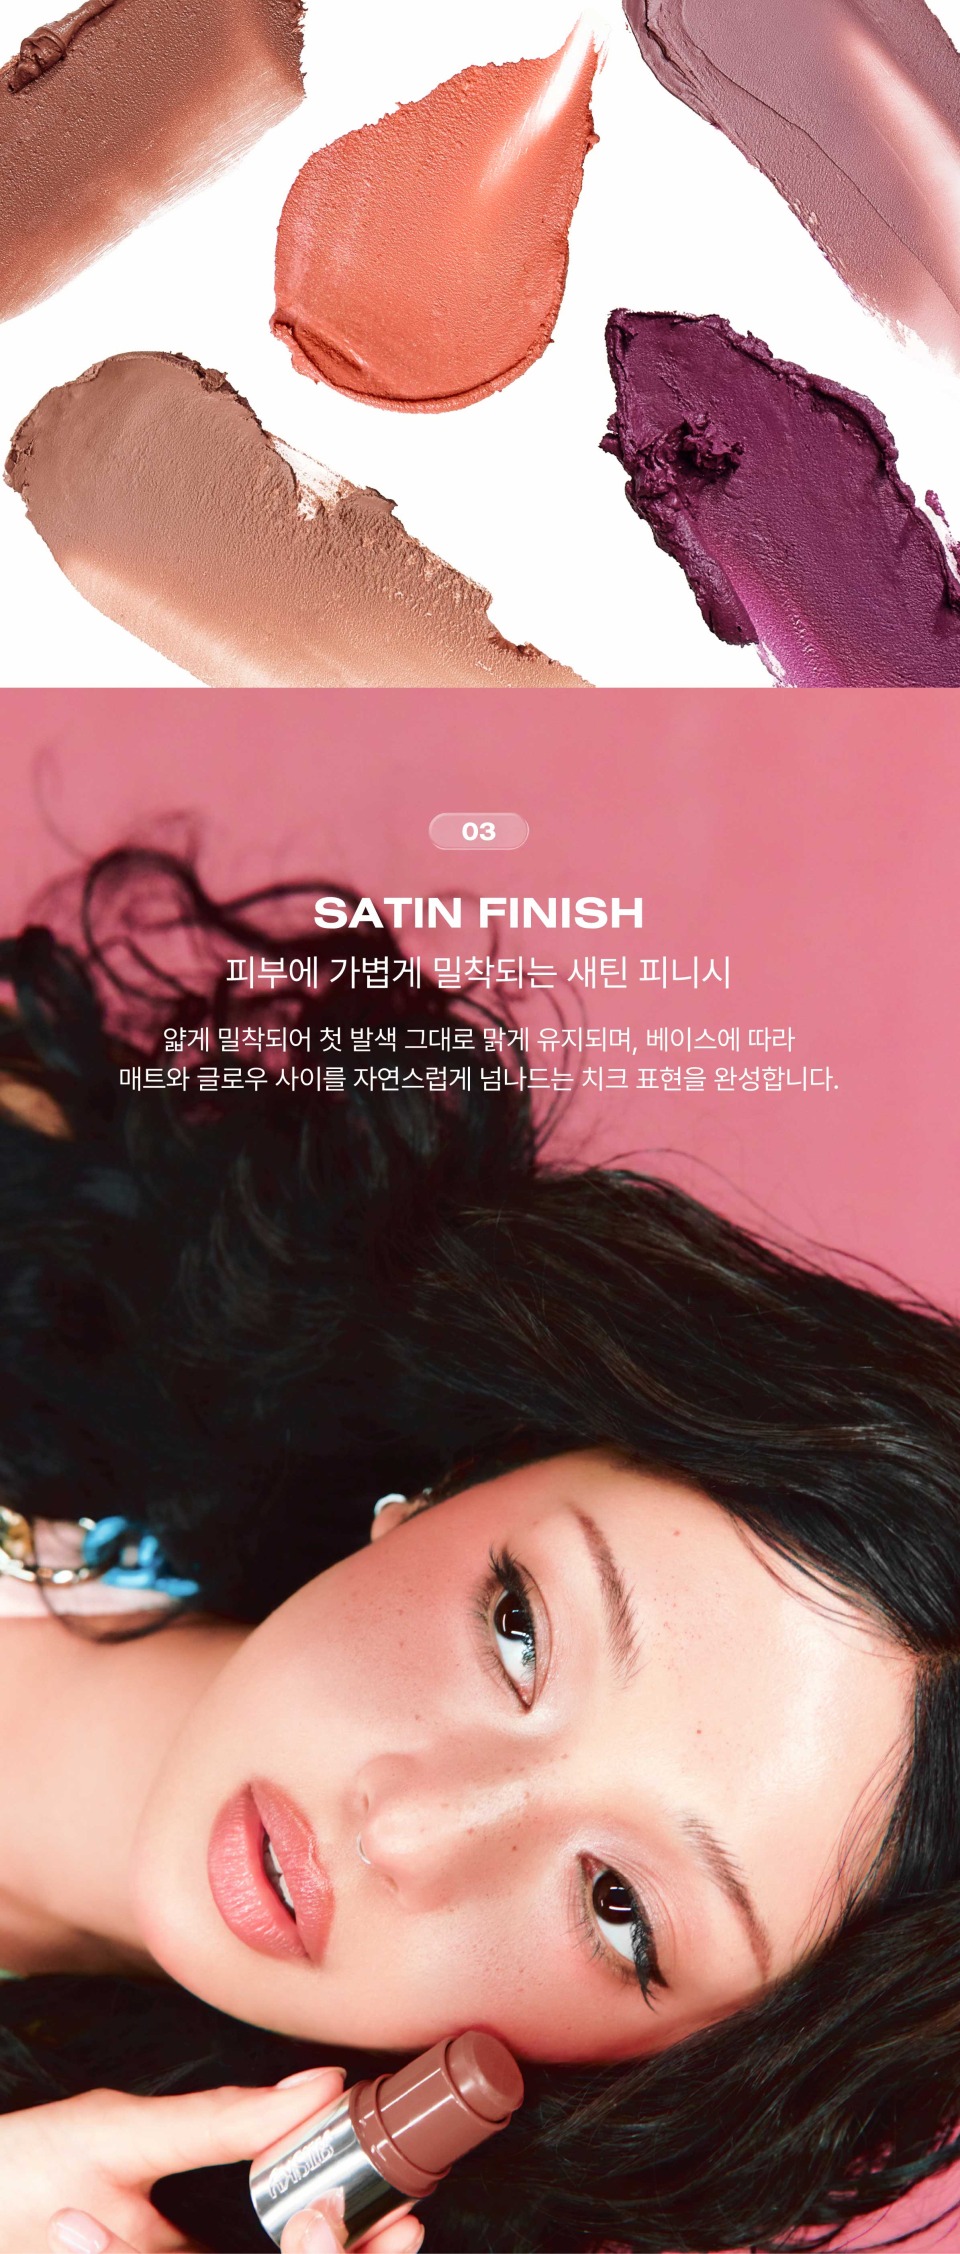 03
SATIN FINISH
피부에 가볍게 밀착되는 새틴 피니시
얇게 밀착되어 첫 발색 그대로 맑게 유지되며, 베이스에 따라
매트와 글로우 사이를 자연스럽게 넘나드는 치크 표현을 완성합니다.